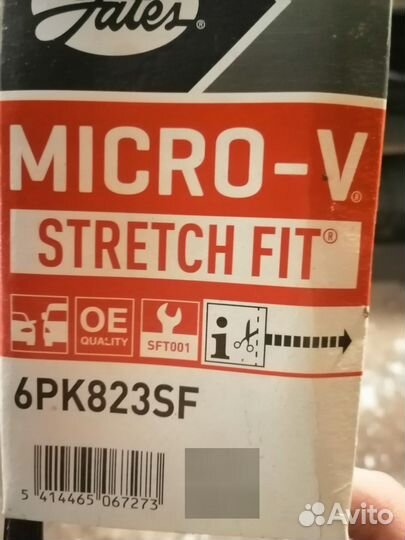 Gates®
MICRO-V®
STRETCH FIT®
OE
QUALITY
SFT001
i
6PK823SF
5 414465 067273
Avito